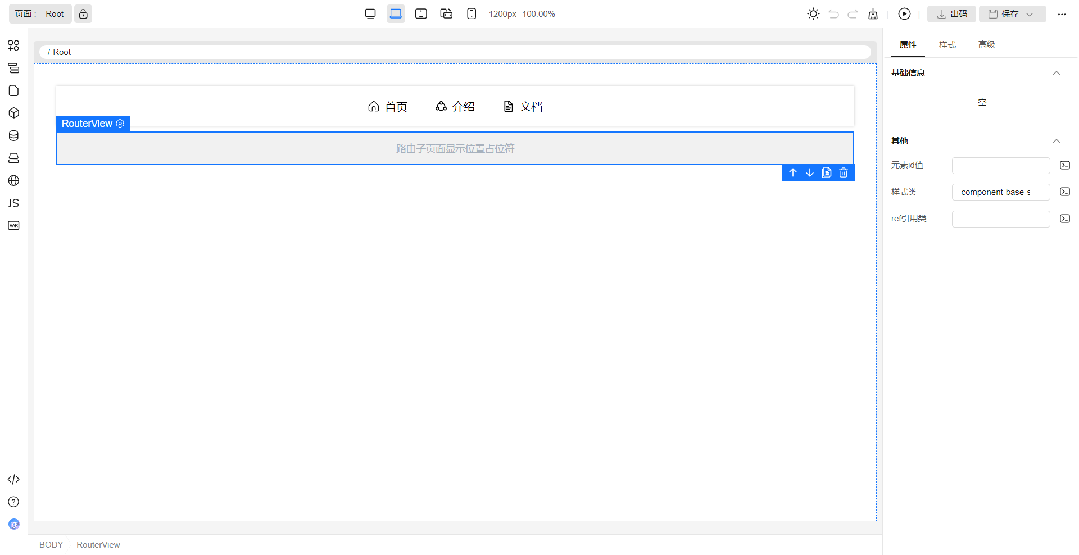 页面： Root
1200px 100.00%
出码
保存
/ Root
属性
样式
高级
基础信息
空
首页
介绍
文档
RouterView
路由子页面显示位置占位符
其他
元素id值
样式类
component-base-s
ref引用类
JS
BODY
RouterView